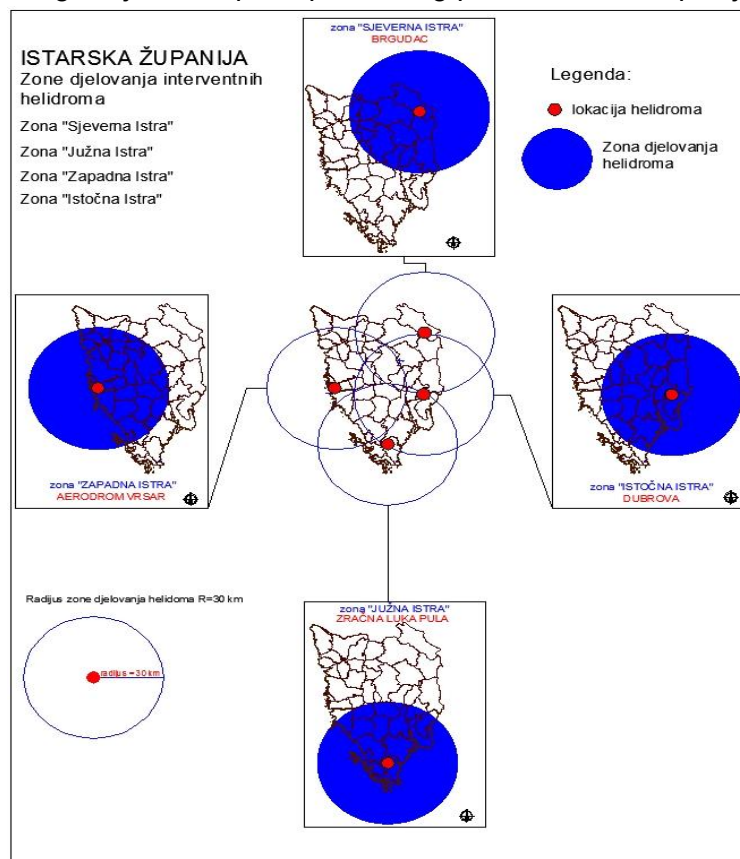 ISTARSKA ŽUPANIJA
Zone djelovanja interventnih
helidroma
Zona "Sjeverna Istra"
Zona "Južna Istra"
Zona "Zapadna Istra"
Zona "Istočna Istra"
zona "SJEVERNA ISTRA"
BRGUDAC
Legenda:
lokacija helidroma
Zona djelovanja
helidroma
zona "ZAPADNA ISTRA"
AERODROM VRSAR
zona "ISTOČNA ISTRA"
DUBROVA
Radijus zone djelovanja helidoma R=30 km
radijus = 30 km
zona "JUŽNA ISTRA"
ZRAČNA LUKA PULA